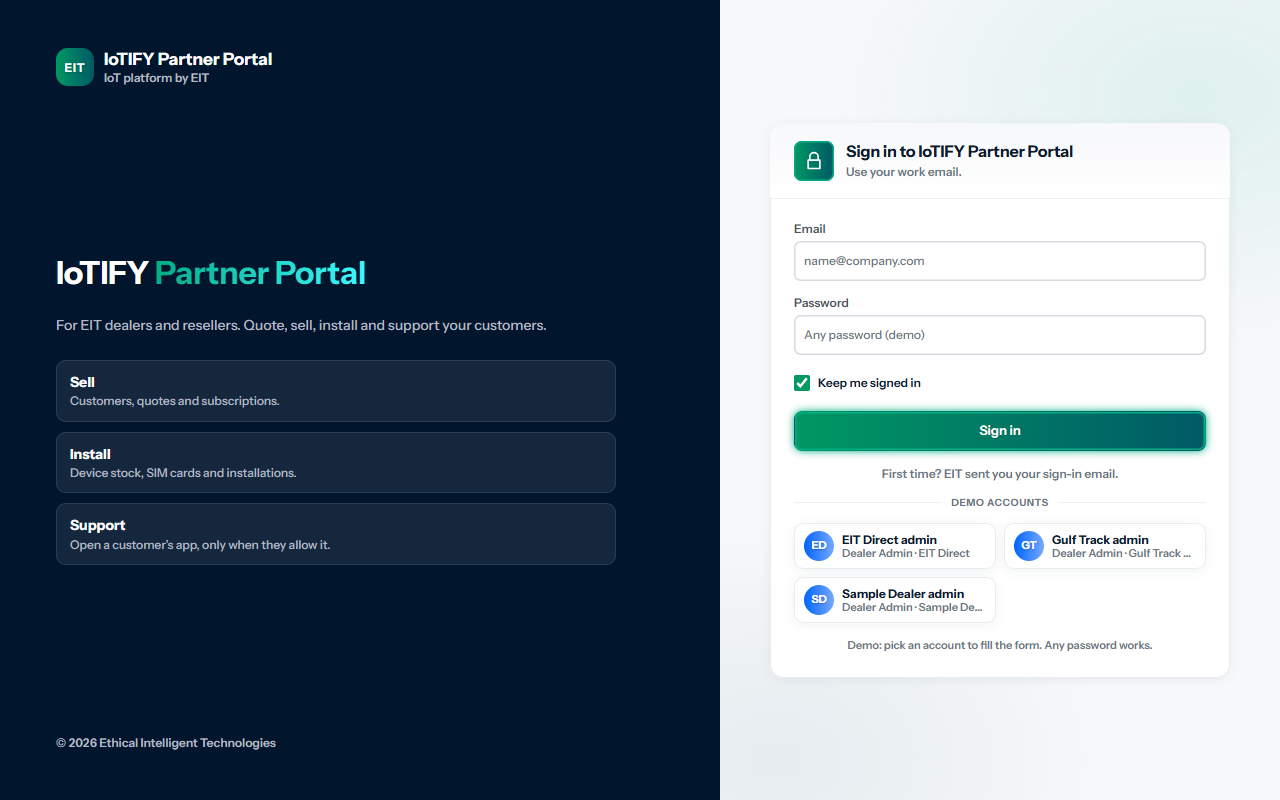 EIT
IoTIFY Partner Portal
IoT platform by EIT
IoTIFY Partner Portal
For EIT dealers and resellers. Quote, sell, install and support your customers.
Sell
Customers, quotes and subscriptions.
Install
Device stock, SIM cards and installations.
Support
Open a customer's app, only when they allow it.
© 2026 Ethical Intelligent Technologies
Sign in to IoTIFY Partner Portal
Use your work email.
Email
name@company.com
Password
Any password (demo)
Keep me signed in
Sign in
First time? EIT sent you your sign-in email.
DEMO ACCOUNTS
ED
EIT Direct admin
Dealer Admin · EIT Direct
GT
Gulf Track admin
Dealer Admin · Gulf Track ...
SD
Sample Dealer admin
Dealer Admin · Sample De...
Demo: pick an account to fill the form. Any password works.